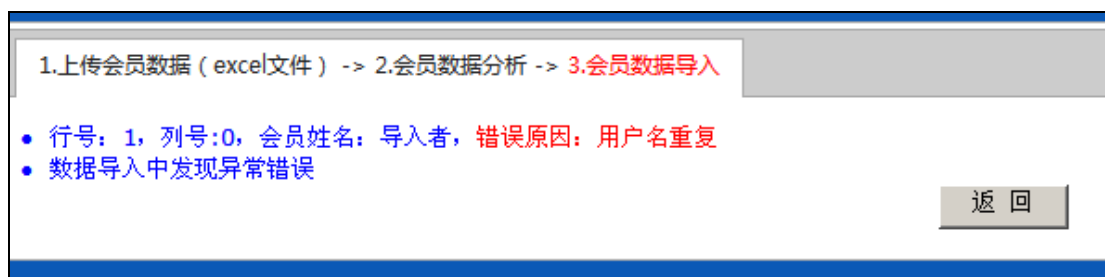 1.上传会员数据（excel文件） -> 2.会员数据分析 -> 3.会员数据导入
行号：1，列号:0，会员姓名：导入者，错误原因：用户名重复
数据导入中发现异常错误
返 回